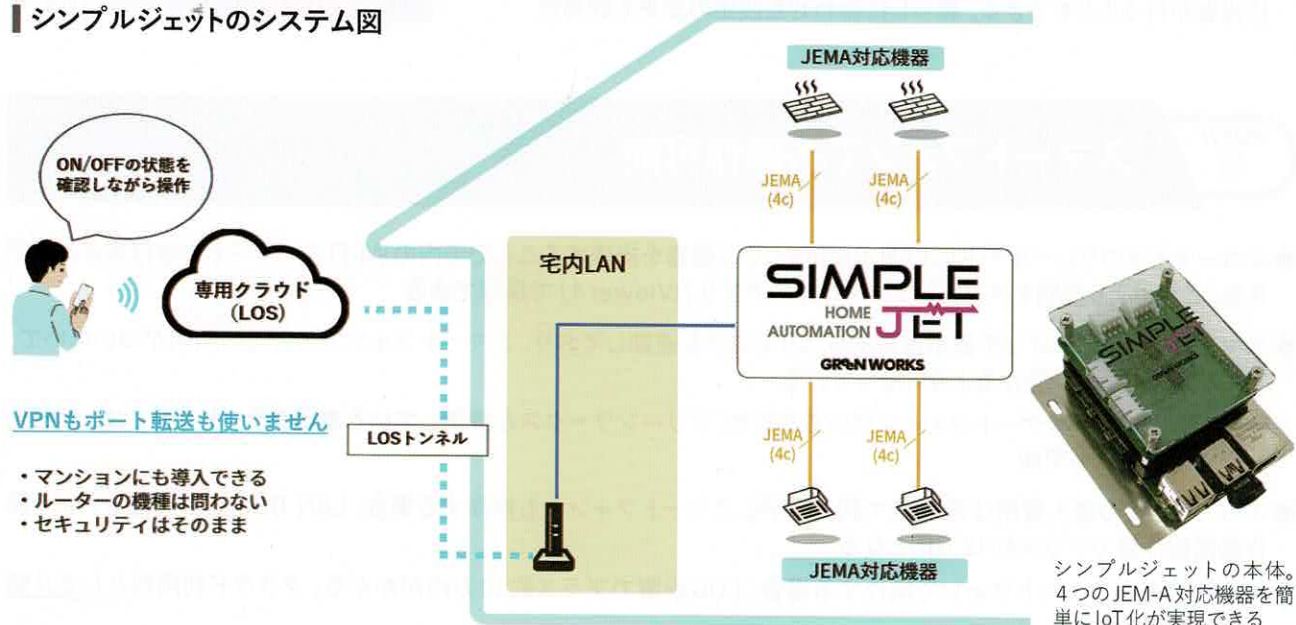 シンプルジェットのシステム図
JEMA対応機器
ON/OFFの状態を
確認しながら操作
JEMA
(4c)
JEMA
(4c)
専用クラウド
(LOS)
宅内LAN
SIMPLE
HOME
AUTOMATION
JET
GREEN WORKS
SIMPLE
JET
VPNもポート転送も使いません
LOSトンネル
・マンションにも導入できる
・ルーターの機種は問わない
・セキュリティはそのまま
JEMA
(4c)
JEMA
(4c)
JEMA対応機器
シンプルジェットの本体。
4つのJEM-A対応機器を簡
単にIoT化が実現できる